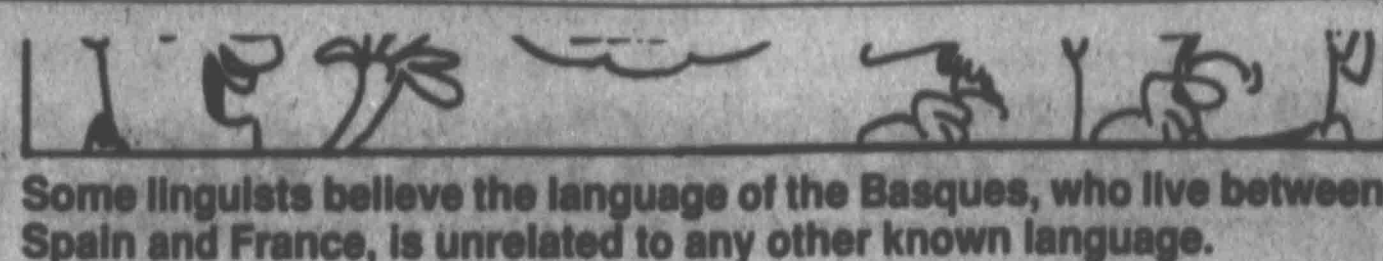 Some linguists believe the language of the Basques, who live between
Spain and France, is unrelated to any other known language.